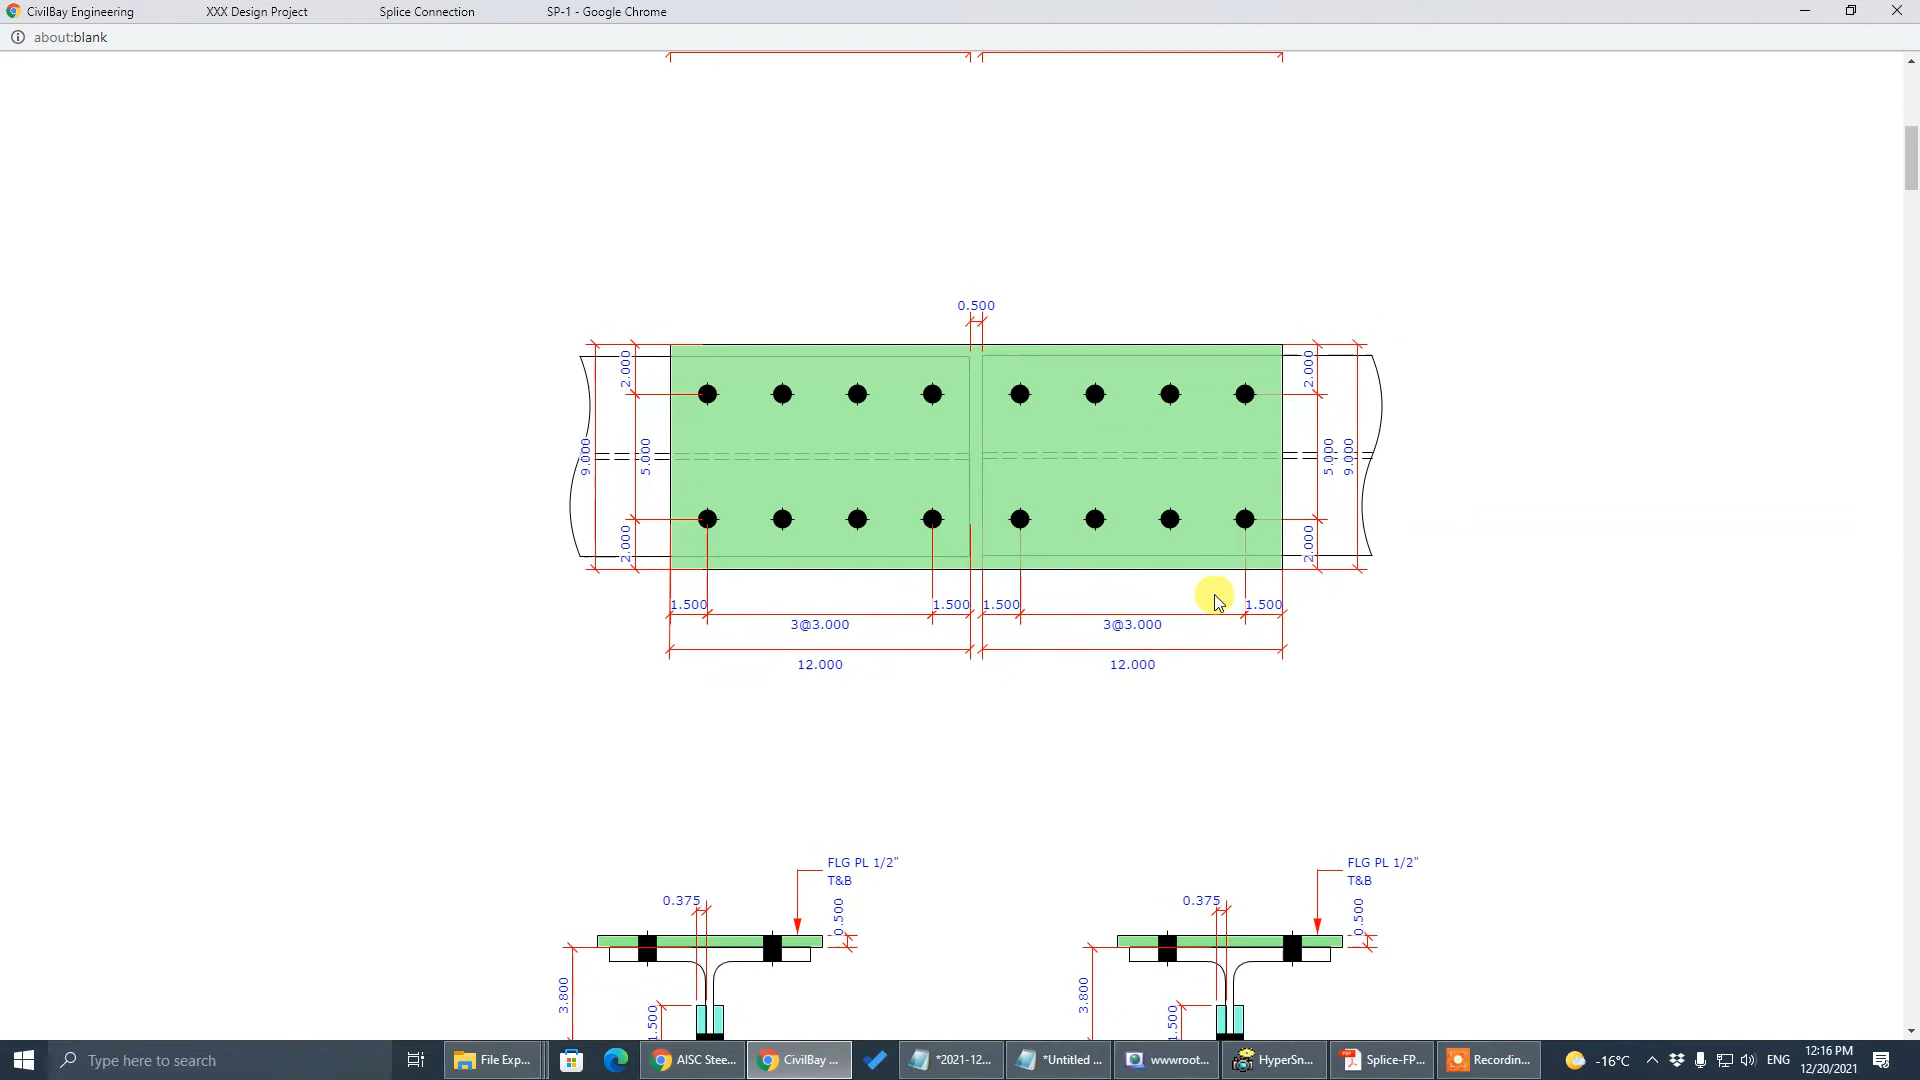 CivilBay Engineering XXX Design Project Splice Connection SP-1 - Google Chrome
about:blank
0.500
2.000 2.000
9.000 5.000 5.000 9.000
2.000 2.000
1.500 1.500 1.500 1.500
3@3.000 3@3.000
12.000 12.000
FLG PL 1/2" FLG PL 1/2"
T&B T&B
0.375 0.500 0.375 0.500
3.800 1.500 3.800 1.500
Type here to search File Exp... AISC Stee... CivilBay ... *2021-12... *Untitled ... wwwroot... HyperSn... Splice-FP... Recordin... -16°C ENG 12:16 PM
12/20/2021